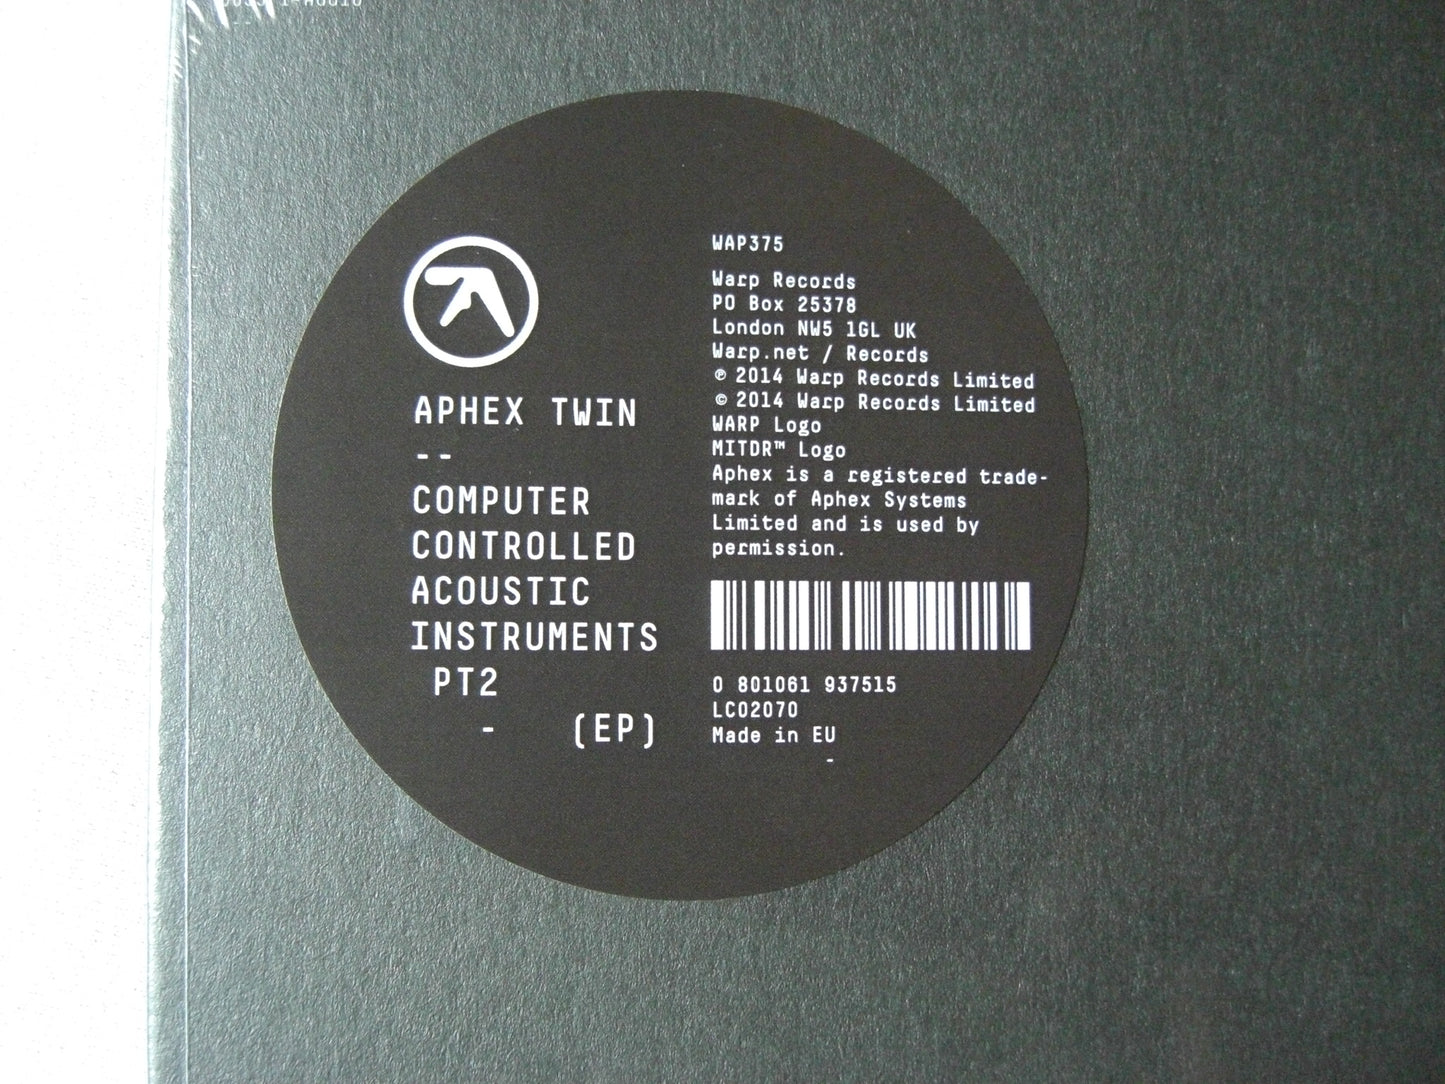 APHEX TWIN
--
COMPUTER
CONTROLLED
ACOUSTIC
INSTRUMENTS
PT2
- (EP)
WAP375
Warp Records
PO Box 25378
London NW5 1GL UK
Warp.net / Records
℗ 2014 Warp Records Limited
© 2014 Warp Records Limited
WARP Logo
MITDR™ Logo
Aphex is a registered trade-
mark of Aphex Systems
Limited and is used by
permission.
0 801061 937515
LC02070
Made in EU
-